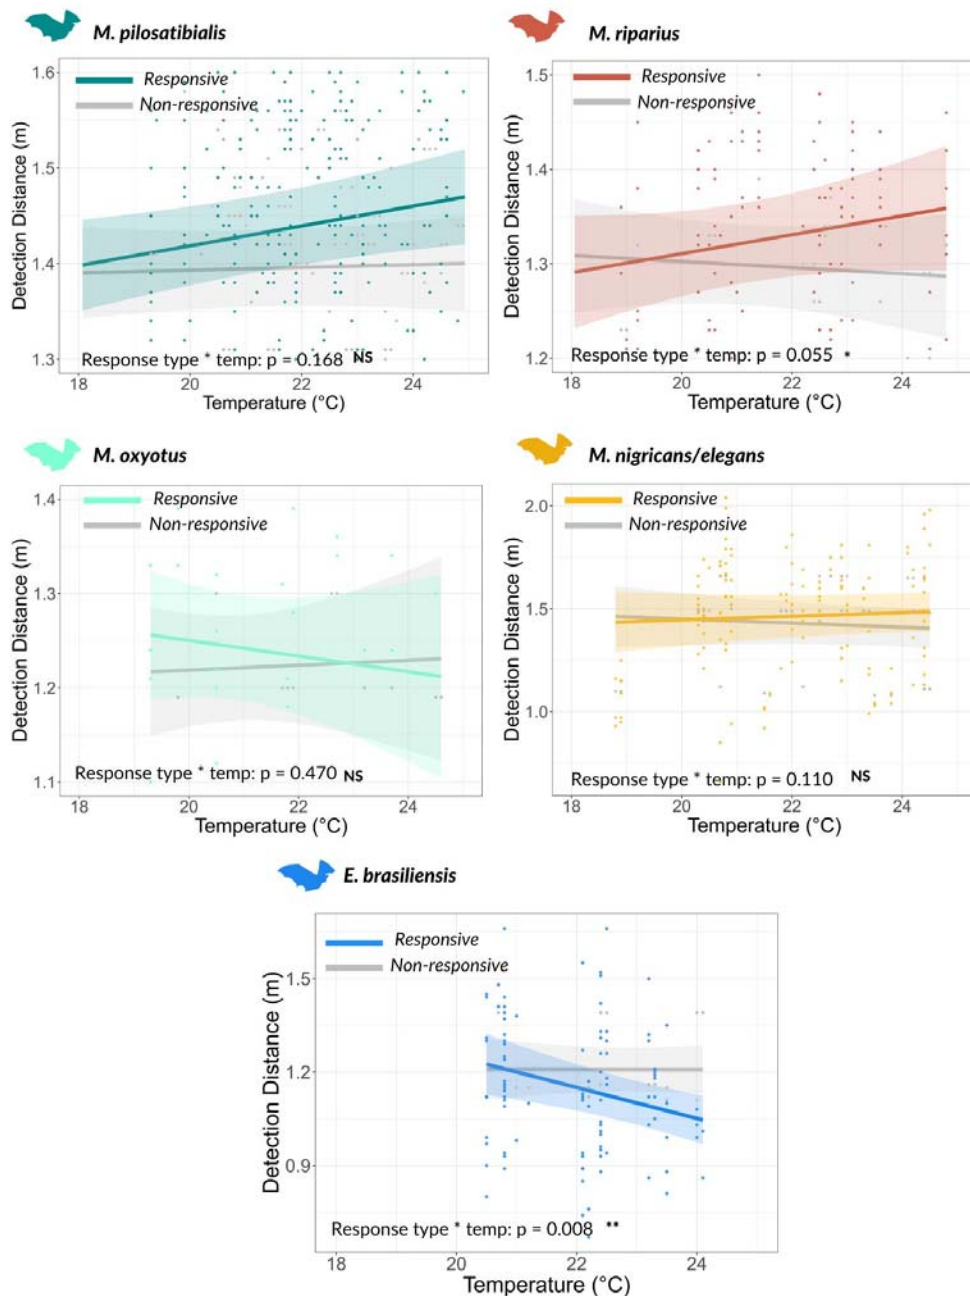 M. pilosatibialis
Responsive
Non-responsive
1.6
1.5
1.4
1.3
Detection Distance (m)
Response type * temp: p = 0.168 NS
18 20 22 24
Temperature (°C)
M. riparius
Responsive
Non-responsive
1.5
1.4
1.3
1.2
Detection Distance (m)
Response type * temp: p = 0.055 *
18 20 22 24
Temperature (°C)
M. oxyotus
Responsive
Non-responsive
1.4
1.3
1.2
1.1
Detection Distance (m)
Response type * temp: p = 0.470 NS
18 20 22 24
Temperature (°C)
M. nigricans/elegans
Responsive
Non-responsive
2.0
1.5
1.0
Detection Distance (m)
Response type * temp: p = 0.110 NS
18 20 22 24
Temperature (°C)
E. brasiliensis
Responsive
Non-responsive
1.5
1.2
0.9
Detection Distance (m)
Response type * temp: p = 0.008 **
18 20 22 24
Temperature (°C)